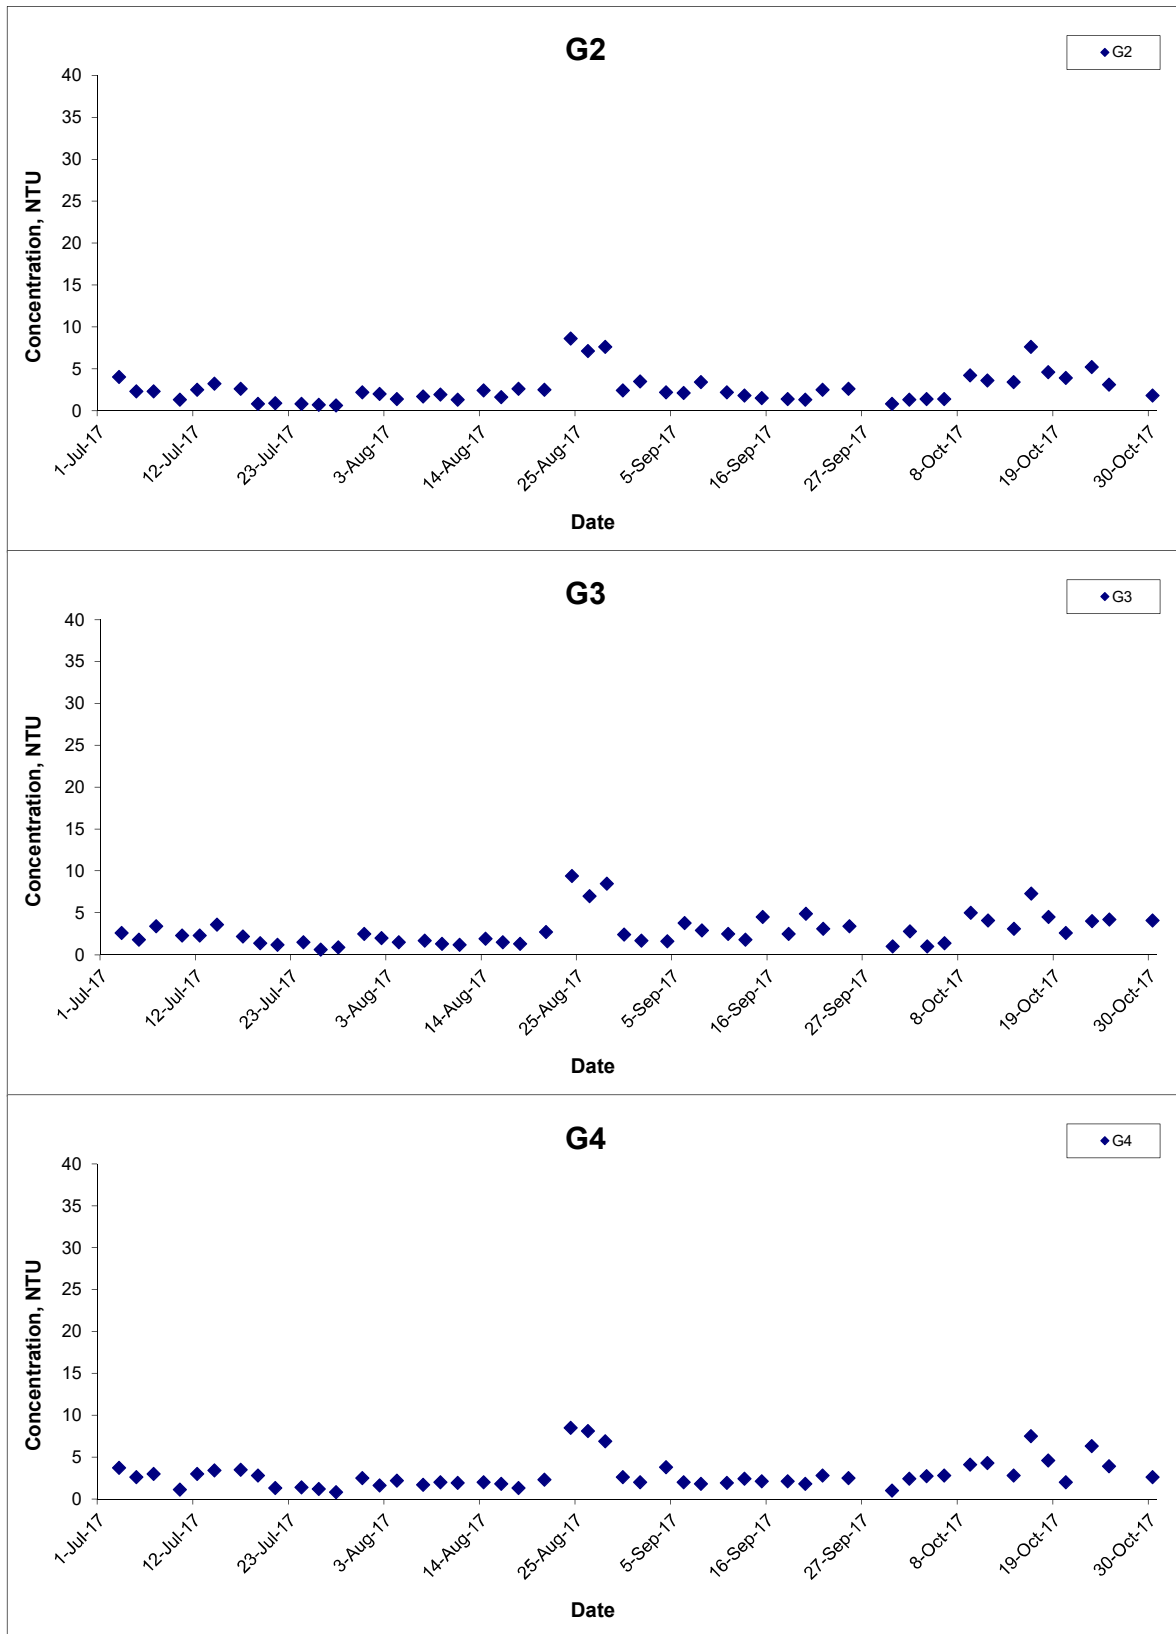 G2
G2
40
35
30
25
20
15
10
5
0
Concentration, NTU
1-Jul-17
12-Jul-17
23-Jul-17
3-Aug-17
14-Aug-17
25-Aug-17
5-Sep-17
16-Sep-17
27-Sep-17
8-Oct-17
19-Oct-17
30-Oct-17
Date
G3
G3
40
35
30
25
20
15
10
5
0
Concentration, NTU
1-Jul-17
12-Jul-17
23-Jul-17
3-Aug-17
14-Aug-17
25-Aug-17
5-Sep-17
16-Sep-17
27-Sep-17
8-Oct-17
19-Oct-17
30-Oct-17
Date
G4
G4
40
35
30
25
20
15
10
5
0
Concentration, NTU
1-Jul-17
12-Jul-17
23-Jul-17
3-Aug-17
14-Aug-17
25-Aug-17
5-Sep-17
16-Sep-17
27-Sep-17
8-Oct-17
19-Oct-17
30-Oct-17
Date